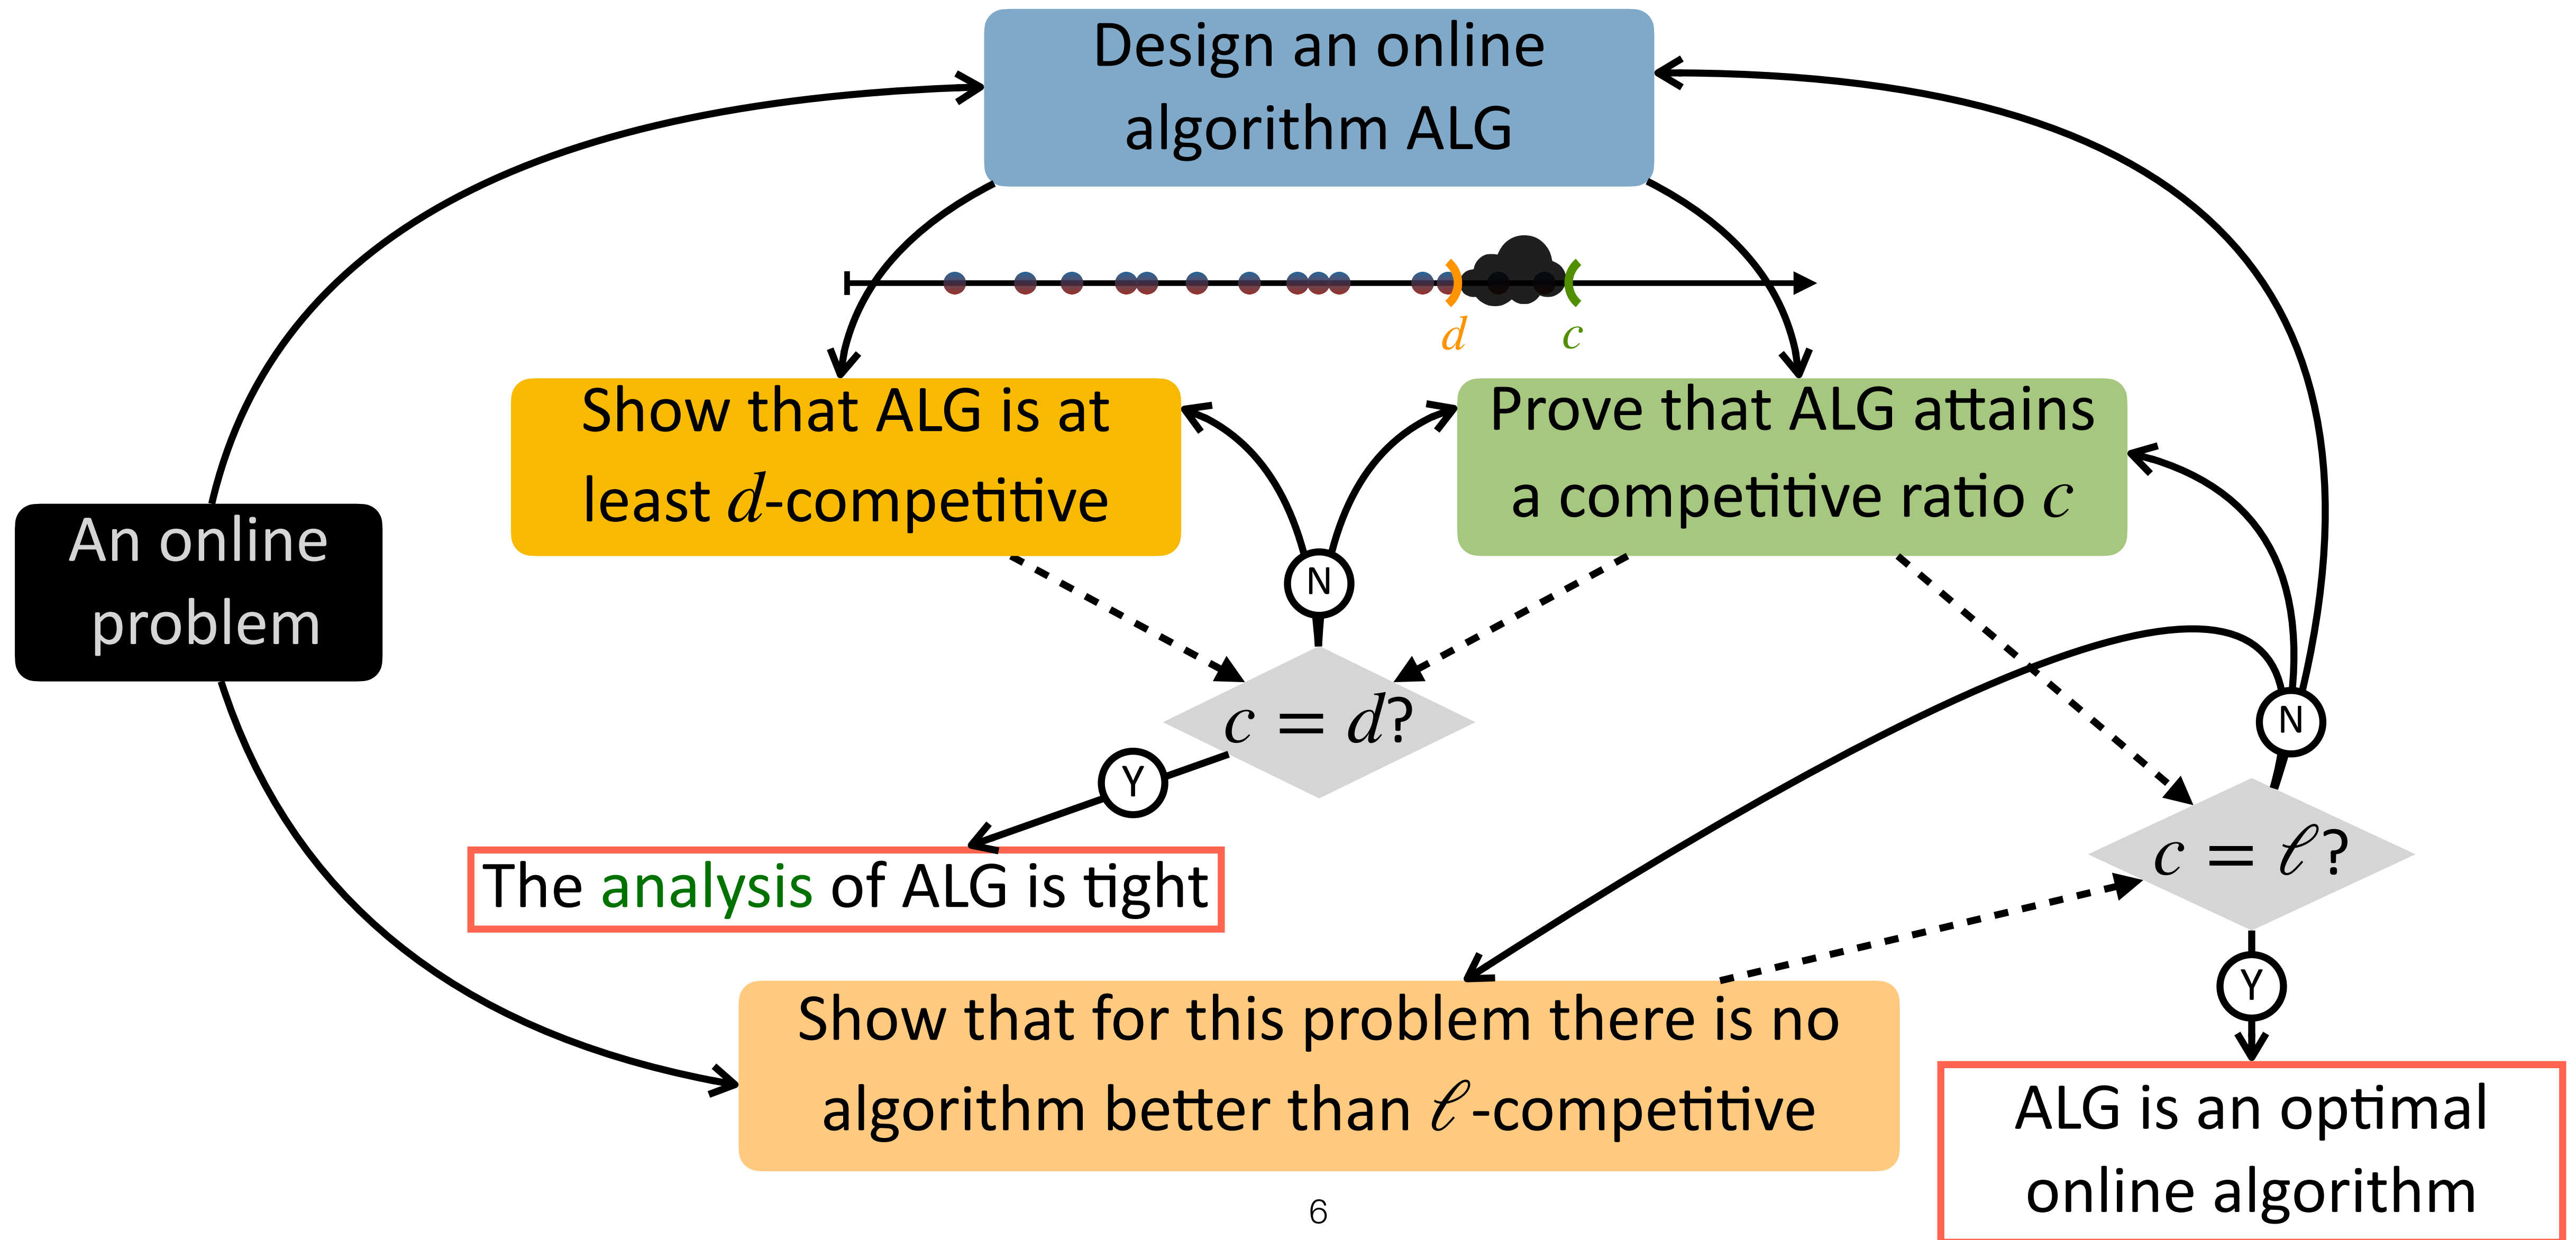 Design an online
algorithm ALG
d
c
Show that ALG is at
least d-competitive
Prove that ALG attains
a competitive ratio c
An online
problem
N
c = d?
N
Y
c = ℓ?
The analysis of ALG is tight
Y
Show that for this problem there is no
algorithm better than ℓ-competitive
ALG is an optimal
online algorithm
6